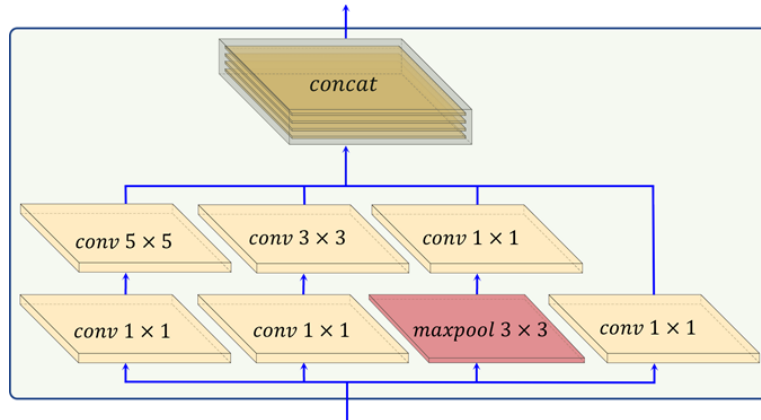 concat
conv 5 × 5
conv 3 × 3
conv 1 × 1
conv 1 × 1
conv 1 × 1
maxpool 3 × 3
conv 1 × 1